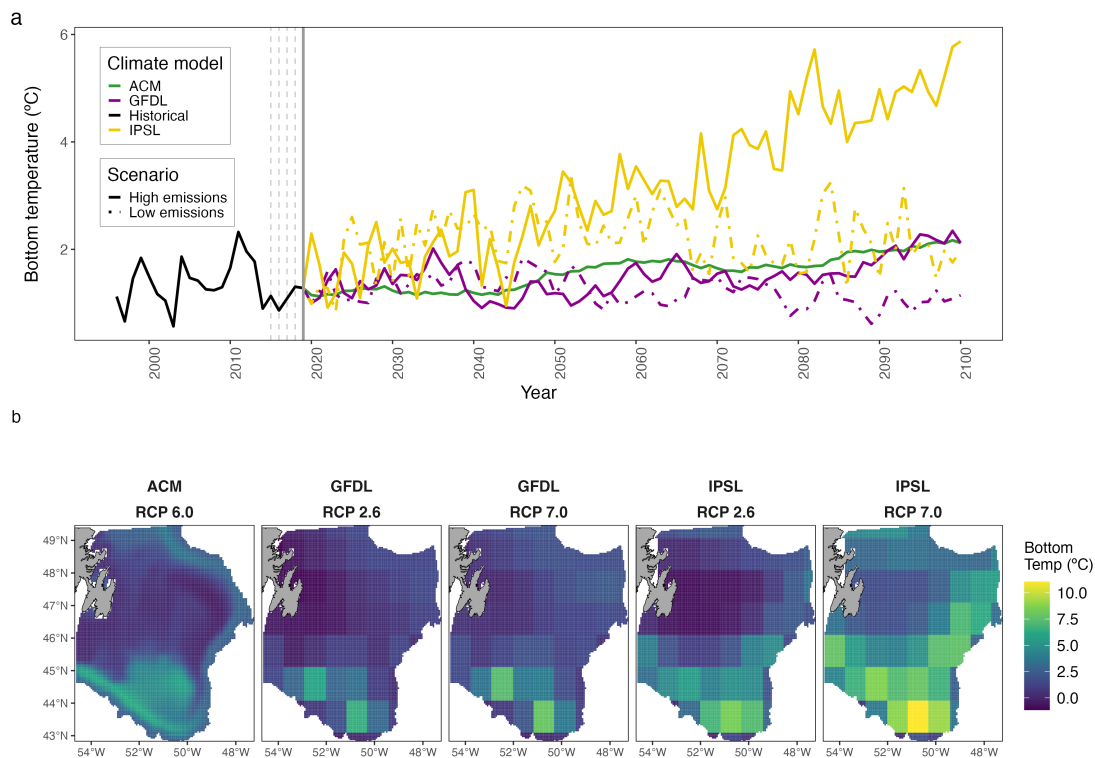 a
Bottom temperature (ºC)
6
4
2
Climate model
ACM
GFDL
Historical
IPSL
Scenario
High emissions
Low emissions
2000
2010
2020
2030
2040
2050
2060
2070
2080
2090
2100
Year
b
ACM
RCP 6.0
GFDL
RCP 2.6
GFDL
RCP 7.0
IPSL
RCP 2.6
IPSL
RCP 7.0
49°N
48°N
47°N
46°N
45°N
44°N
43°N
54°W 52°W 50°W 48°W
54°W 52°W 50°W 48°W
54°W 52°W 50°W 48°W
54°W 52°W 50°W 48°W
54°W 52°W 50°W 48°W
Bottom
Temp (ºC)
10.0
7.5
5.0
2.5
0.0